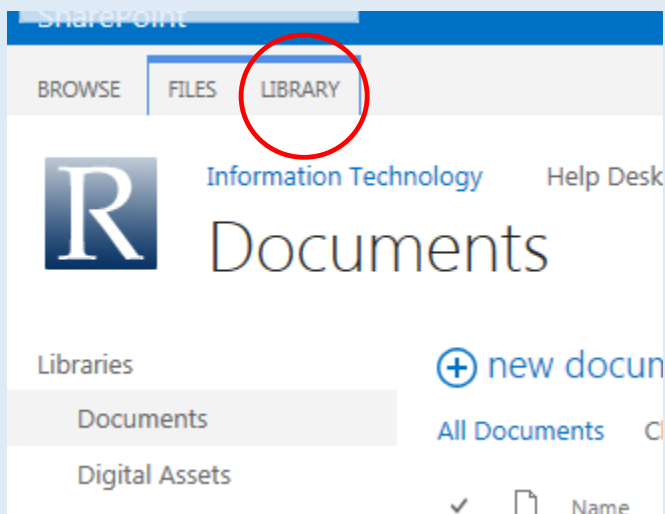 SharePoint
BROWSE FILES LIBRARY
R
Information Technology Help Desk
Documents
Libraries
new docum
Documents
All Documents
Digital Assets
Name